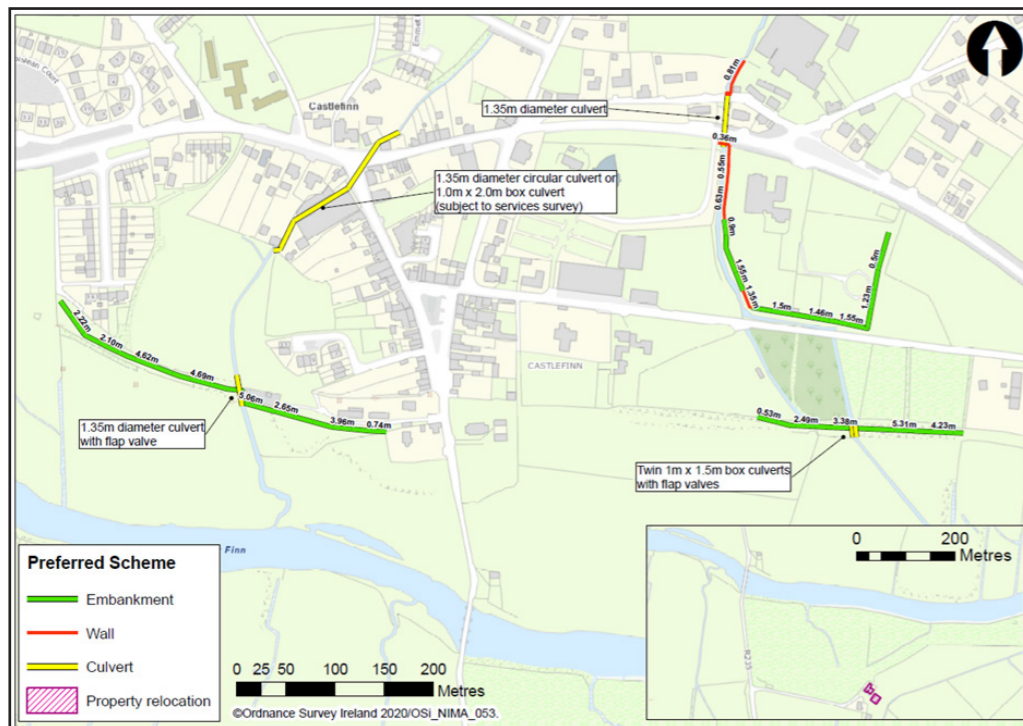 Emmet
usnean Court
Castlefinn
0.81m
1.35m diameter culvert
0.36m
1.35m diameter circular culvert or
1.0m x 2.0m box culvert
(subject to services survey)
0.55m
0.63m
0.9m
0.5m
1.55m
1.35m
1.5m
1.46m
1.55m
1.23m
2.22m
2.10m
4.62m
4.69m
CASTLEFINN
5.06m
2.65m
3.96m
0.74m
0.53m
2.49m
3.38m
5.31m
4.23m
1.35m diameter culvert
with flap valve
Twin 1m x 1.5m box culverts
with flap valves
Finn
Preferred Scheme
Embankment
Wall
Culvert
Property relocation
0 25 50 100 150 200
Metres
©Ordnance Survey Ireland 2020/OSi_NIMA_053.
0 200
Metres
R235